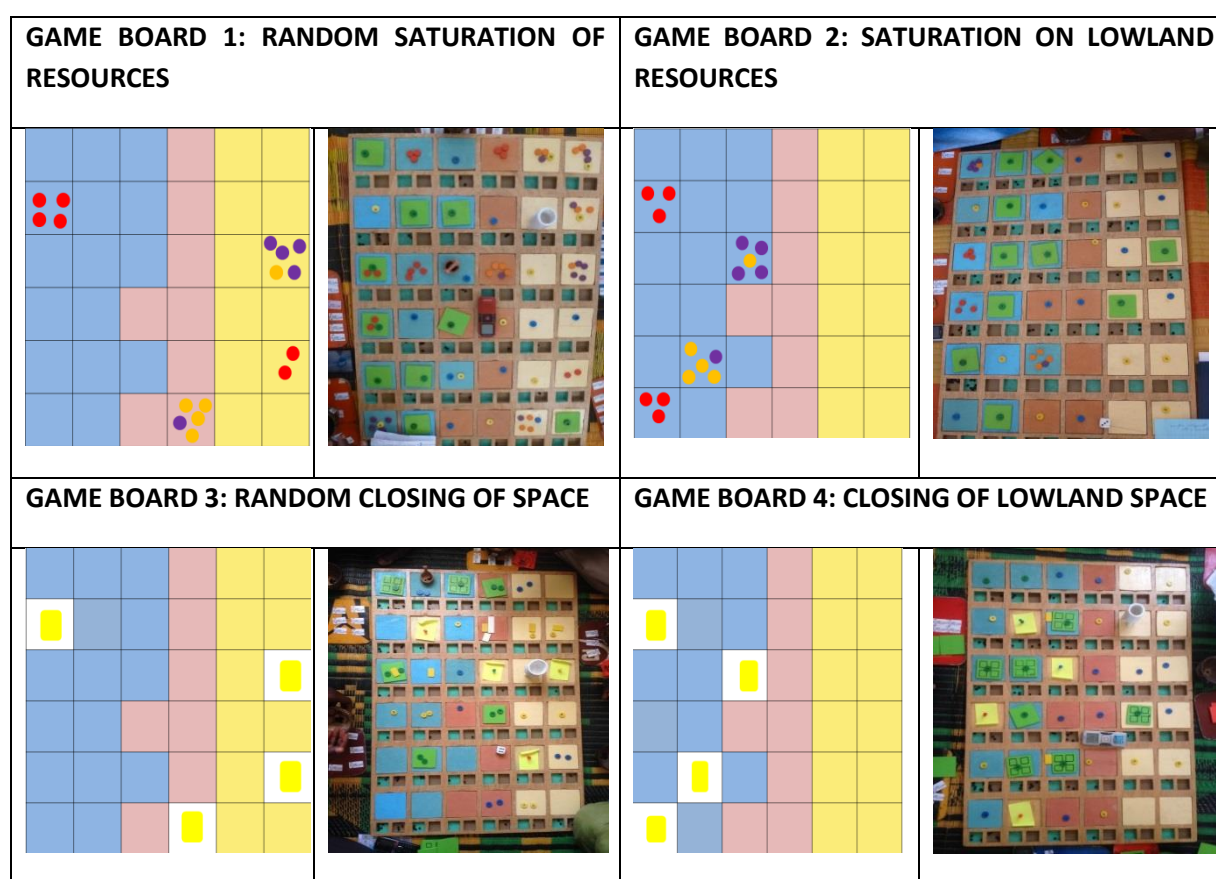 GAME BOARD 1: RANDOM SATURATION OF
RESOURCES
GAME BOARD 2: SATURATION ON LOWLAND
RESOURCES
GAME BOARD 3: RANDOM CLOSING OF SPACE
GAME BOARD 4: CLOSING OF LOWLAND SPACE